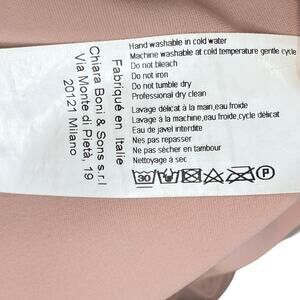 Hand washable in cold water
Machine washable at cold temperature gentle cycle
Do not bleach
Do not iron
Do not tumble dry
Professional dry clean
Lavage délicat à la main,eau froide
Lavage à la machine,eau froide,cycle délicat
Eau de javel interdite
Ne pas repasser
Ne pas sécher en tambour
Nettoyage à sec
30
P
Fabriqué en Italie
Chiara Boni & Sons s.r.l
Via Monte di Pietà, 19
20121 Milano